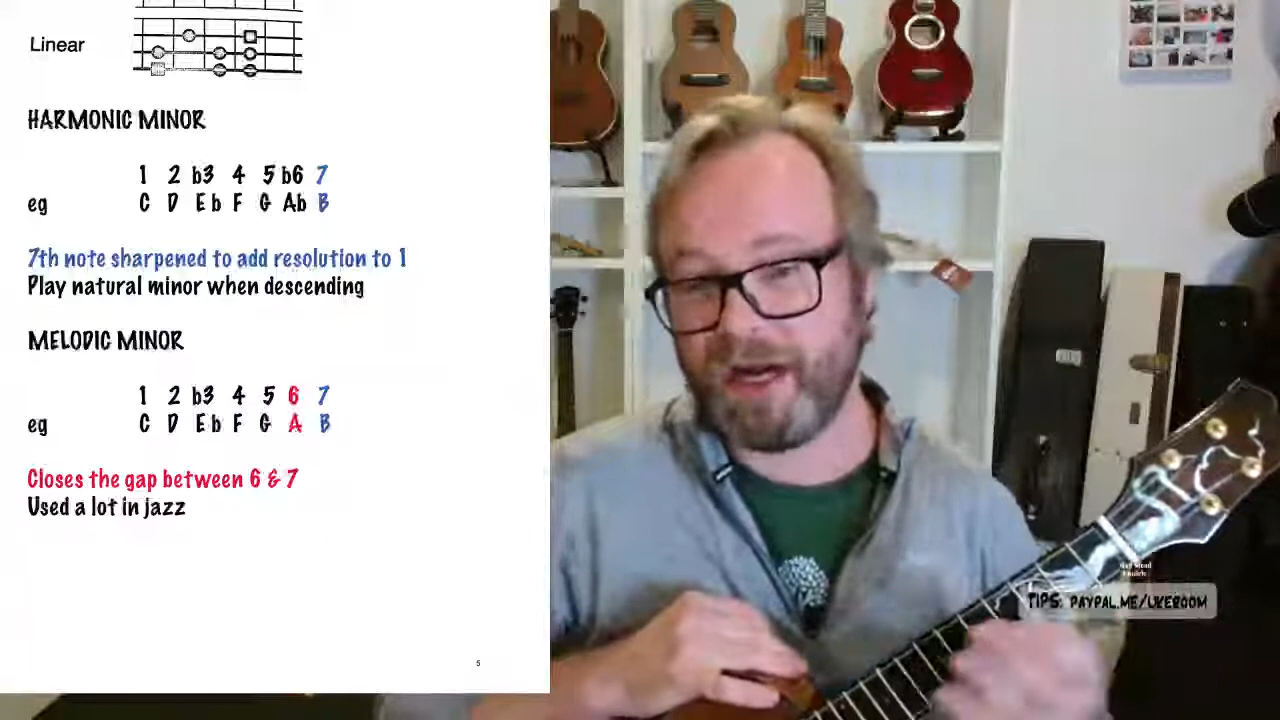 Linear
HARMONIC MINOR
1 2 b3 4 5 b6 7
eg C D Eb F G Ab B
7th note sharpened to add resolution to 1
Play natural minor when descending
MELODIC MINOR
1 2 b3 4 5 6 7
eg C D Eb F G A B
Closes the gap between 6 & 7
Used a lot in jazz
5
TIPS: PAYPAL.ME/UKEBOOM